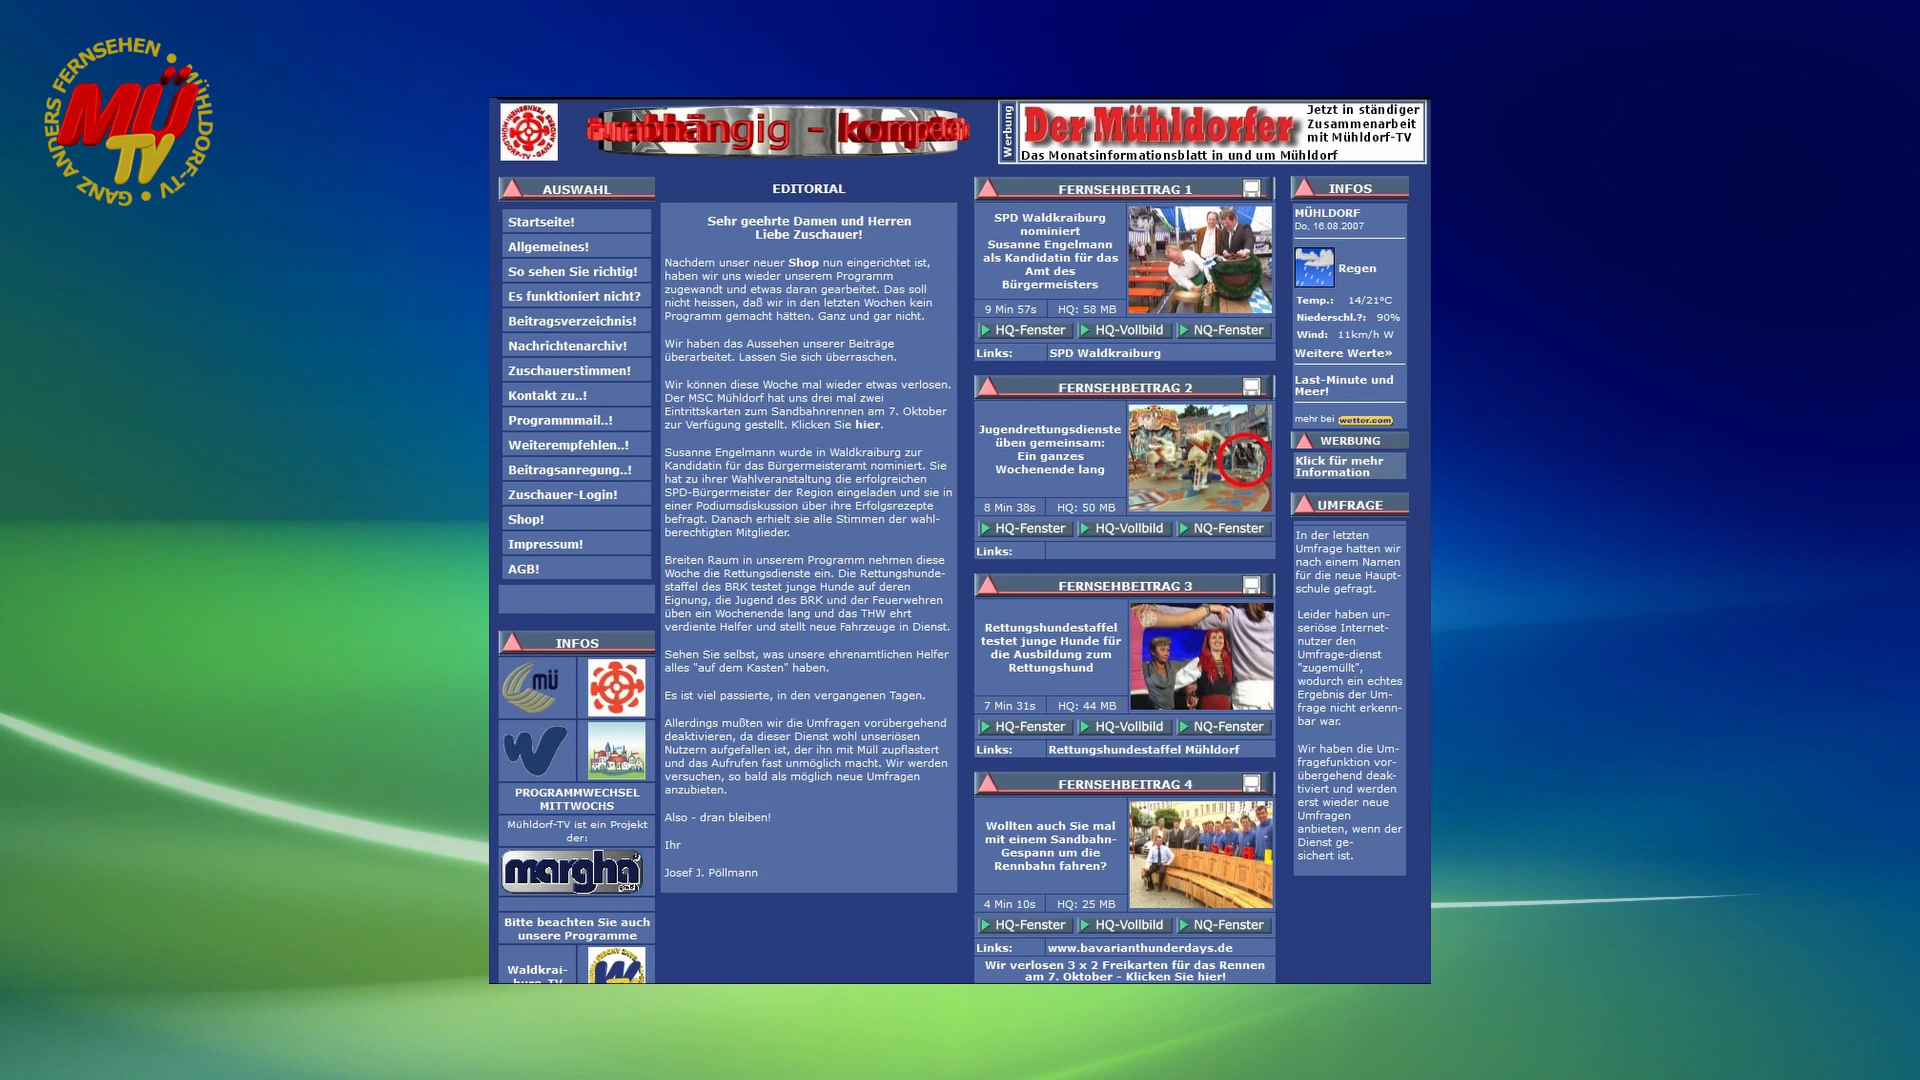 GANZ ANDERS FERNSEHEN • MÜHLDORF-TV •
MÜ
TV
unabhängig - kompetent
Werbung
Der Mühldorfer
Jetzt in ständiger
Zusammenarbeit
mit Mühldorf-TV
Das Monatsinformationsblatt in und um Mühldorf
AUSWAHL
Startseite!
Allgemeines!
So sehen Sie richtig!
Es funktioniert nicht?
Beitragsverzeichnis!
Nachrichtenarchiv!
Zuschauerstimmen!
Kontakt zu..!
Programmmail..!
Weiterempfehlen..!
Beitragsanregung..!
Zuschauer-Login!
Shop!
Impressum!
AGB!
INFOS
mü
W
PROGRAMMWECHSEL
MITTWOCHS
Mühldorf-TV ist ein Projekt
der:
margha
Bitte beachten Sie auch
unsere Programme
Waldkrai-
burg-TV
EDITORIAL
Sehr geehrte Damen und Herren
Liebe Zuschauer!
Nachdem unser neuer Shop nun eingerichtet ist,
haben wir uns wieder unserem Programm
zugewandt und etwas daran gearbeitet. Das soll
nicht heissen, daß wir in den letzten Wochen kein
Programm gemacht hätten. Ganz und gar nicht.
Wir haben das Aussehen unserer Beiträge
überarbeitet. Lassen Sie sich überraschen.
Wir können diese Woche mal wieder etwas verlosen.
Der MSC Mühldorf hat uns drei mal zwei
Eintrittskarten zum Sandbahnrennen am 7. Oktober
zur Verfügung gestellt. Klicken Sie hier.
Susanne Engelmann wurde in Waldkraiburg zur
Kandidatin für das Bürgermeisteramt nominiert. Sie
hat zu ihrer Wahlveranstaltung die erfolgreichen
SPD-Bürgermeister der Region eingeladen und sie in
einer Podiumsdiskussion über ihre Erfolgsrezepte
befragt. Danach erhielt sie alle Stimmen der wahl-
berechtigten Mitglieder.
Breiten Raum in unserem Programm nehmen diese
Woche die Rettungsdienste ein. Die Rettungshunde-
staffel des BRK testet junge Hunde auf deren
Eignung, die Jugend des BRK und der Feuerwehren
üben ein Wochenende lang und das THW ehrt
verdiente Helfer und stellt neue Fahrzeuge in Dienst.
Sehen Sie selbst, was unsere ehrenamtlichen Helfer
alles "auf dem Kasten" haben.
Es ist viel passierte, in den vergangenen Tagen.
Allerdings mußten wir die Umfragen vorübergehend
deaktivieren, da dieser Dienst wohl unseriösen
Nutzern aufgefallen ist, der ihn mit Müll zupflastert
und das Aufrufen fast unmöglich macht. Wir werden
versuchen, so bald als möglich neue Umfragen
anzubieten.
Also - dran bleiben!
Ihr
Josef J. Pöllmann
FERNSEHBEITRAG 1
SPD Waldkraiburg
nominiert
Susanne Engelmann
als Kandidatin für das
Amt des
Bürgermeisters
9 Min 57s HQ: 58 MB
HQ-Fenster HQ-Vollbild NQ-Fenster
Links: SPD Waldkraiburg
FERNSEHBEITRAG 2
Jugendrettungsdienste
üben gemeinsam:
Ein ganzes
Wochenende lang
8 Min 38s HQ: 50 MB
HQ-Fenster HQ-Vollbild NQ-Fenster
Links:
FERNSEHBEITRAG 3
Rettungshundestaffel
testet junge Hunde für
die Ausbildung zum
Rettungshund
7 Min 31s HQ: 44 MB
HQ-Fenster HQ-Vollbild NQ-Fenster
Links: Rettungshundestaffel Mühldorf
FERNSEHBEITRAG 4
Wollten auch Sie mal
mit einem Sandbahn-
Gespann um die
Rennbahn fahren?
4 Min 10s HQ: 25 MB
HQ-Fenster HQ-Vollbild NQ-Fenster
Links: www.bavarianthunderdays.de
Wir verlosen 3 x 2 Freikarten für das Rennen
am 7. Oktober - Klicken Sie hier!
INFOS
MÜHLDORF
Do, 16.08.2007
Regen
Temp.: 14/21°C
Niederschl.?: 90%
Wind: 11km/h W
Weitere Werte»
Last-Minute und
Meer!
mehr bei wetter.com
WERBUNG
Klick für mehr
Information
UMFRAGE
In der letzten
Umfrage hatten wir
nach einem Namen
für die neue Haupt-
schule gefragt.
Leider haben un-
seriöse Internet-
nutzer den
Umfrage-dienst
"zugemüllt",
wodurch ein echtes
Ergebnis der Um-
frage nicht erkenn-
bar war.
Wir haben die Um-
fragefunktion vor-
übergehend deak-
tiviert und werden
erst wieder neue
Umfragen
anbieten, wenn der
Dienst ge-
sichert ist.